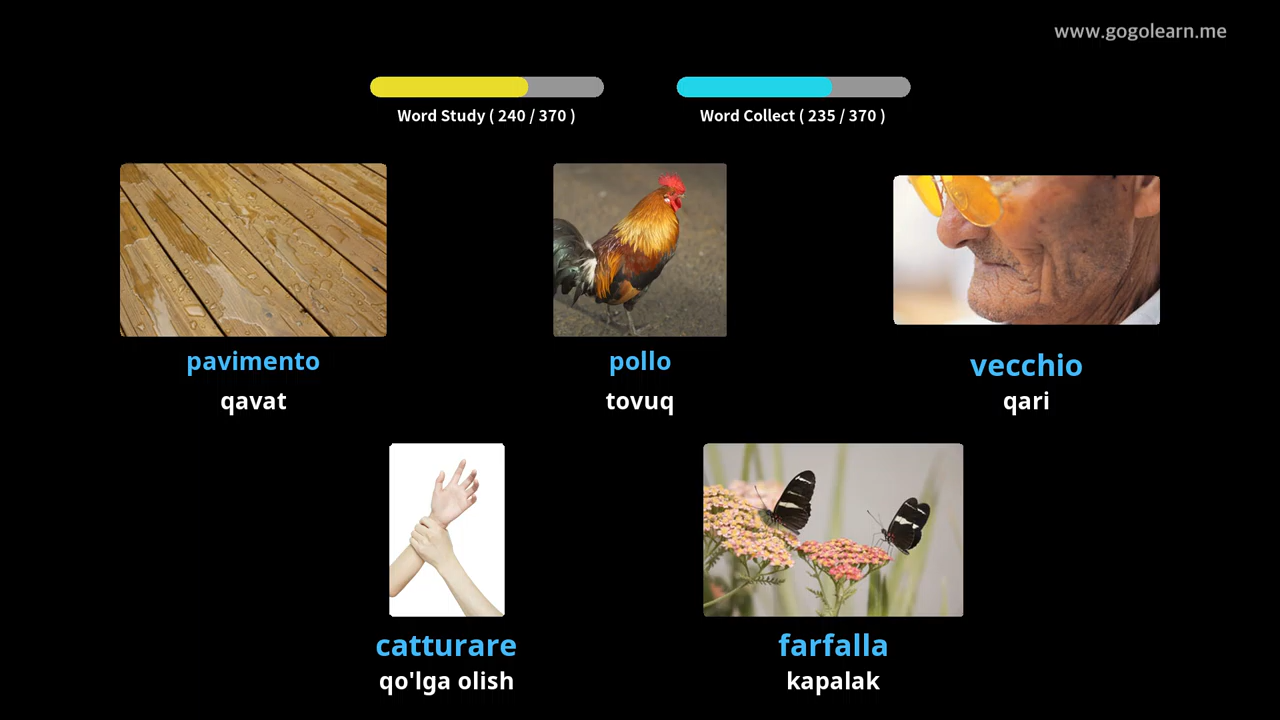 www.gogolearn.me
Word Study ( 240 / 370 )
Word Collect ( 235 / 370 )
pavimento
qavat
pollo
tovuq
vecchio
qari
catturare
qo'lga olish
farfalla
kapalak